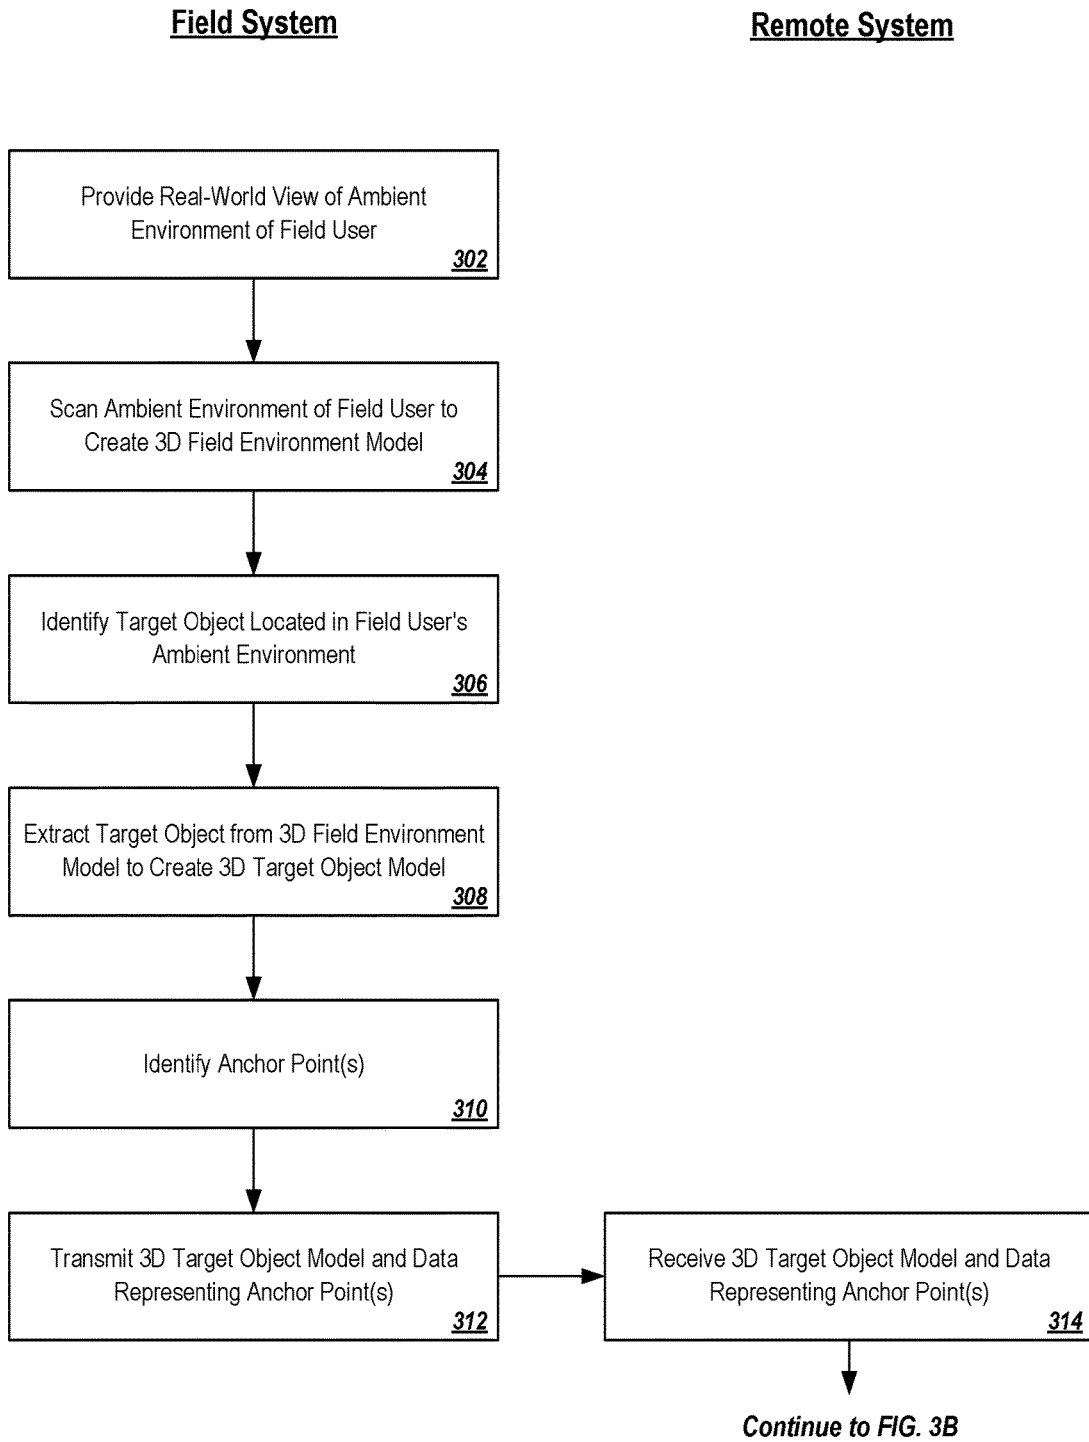 Field System
Remote System
Provide Real-World View of Ambient
Environment of Field User
302
Scan Ambient Environment of Field User to
Create 3D Field Environment Model
304
Identify Target Object Located in Field User's
Ambient Environment
306
Extract Target Object from 3D Field Environment
Model to Create 3D Target Object Model
308
Identify Anchor Point(s)
310
Transmit 3D Target Object Model and Data
Representing Anchor Point(s)
312
Receive 3D Target Object Model and Data
Representing Anchor Point(s)
314
Continue to FIG. 3B